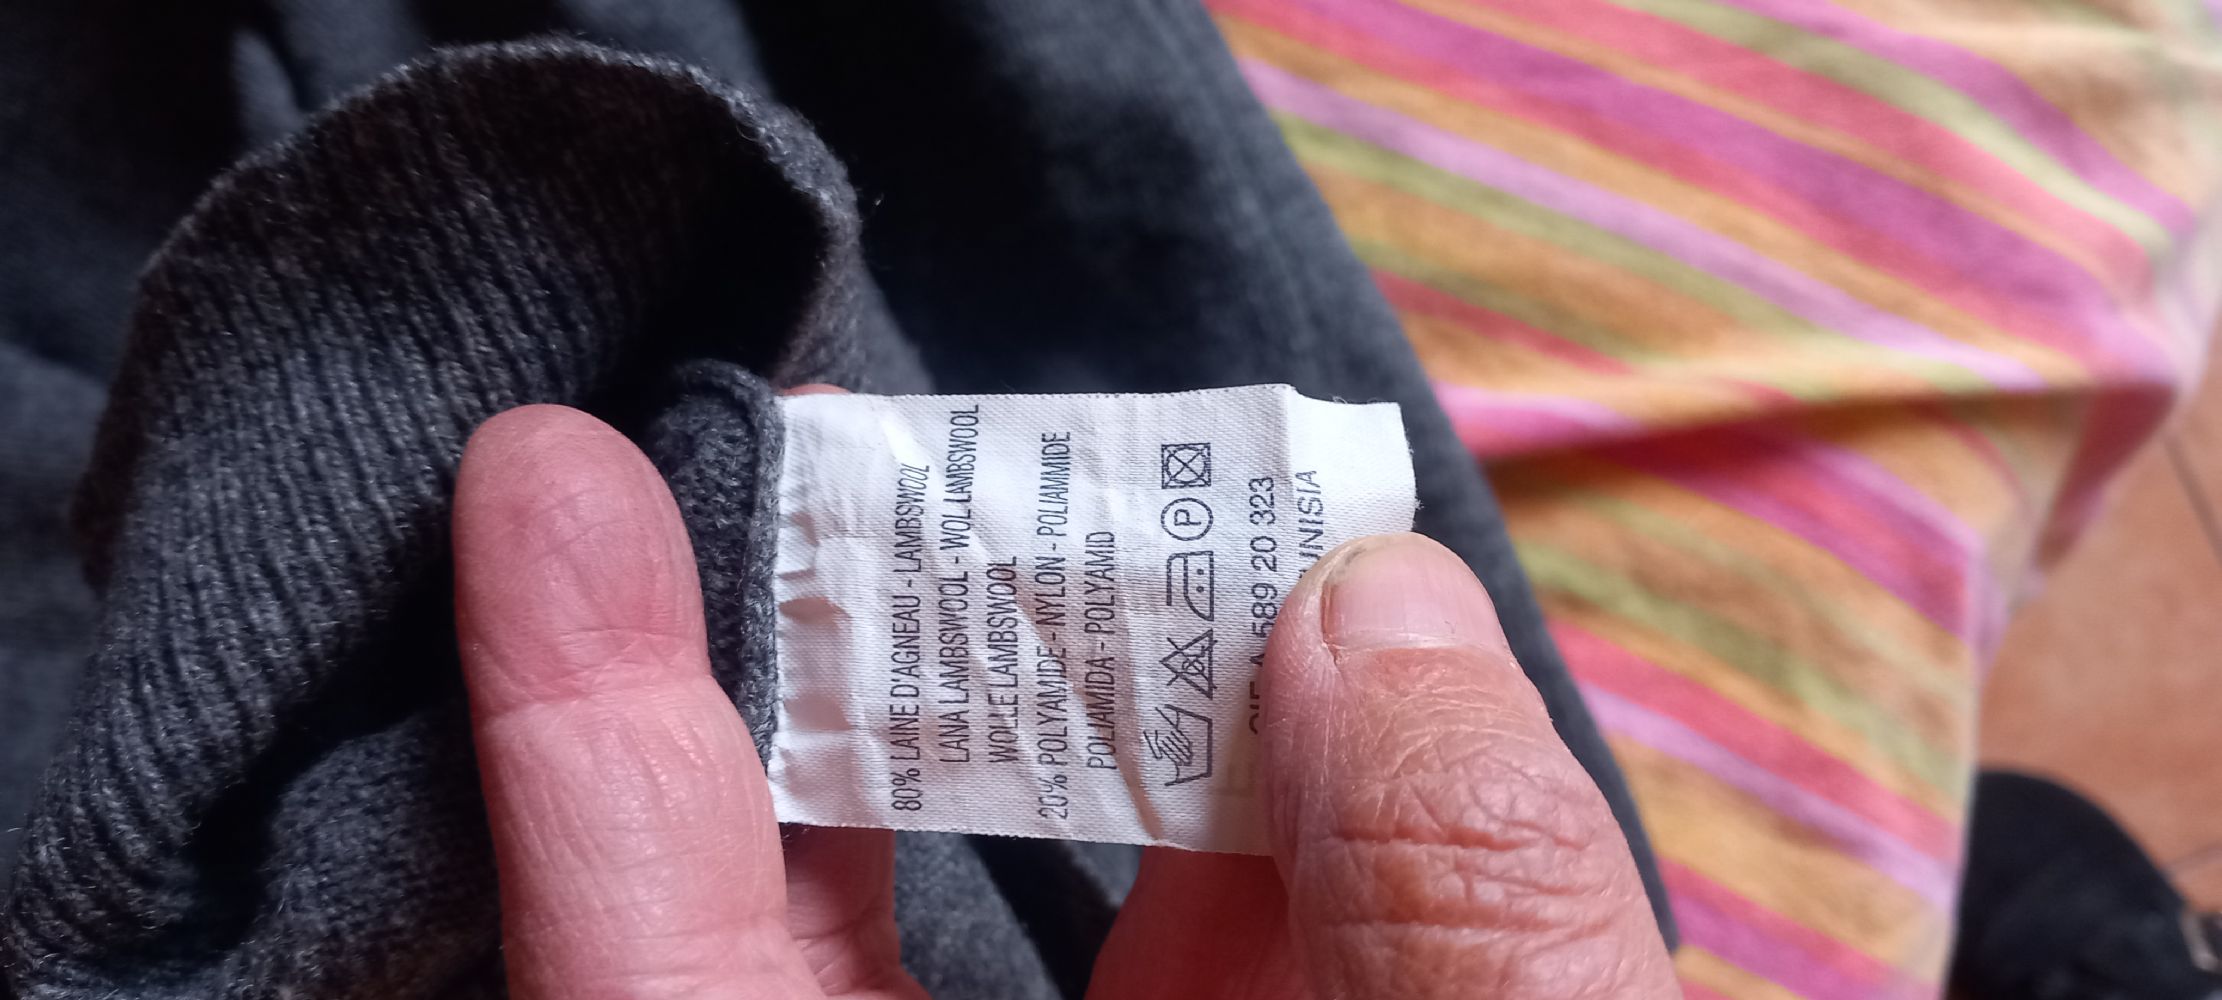 80% LAINE D'AGNEAU - LAMBSWOOL
LANA LAMBSWOOL - WOL LAMBSWOOL
WOLLE LAMBSWOOL
20% POLYAMIDE - NYLON - POLIAMMIDE
POLIAMIDA - POLYAMID
P
589 20 323